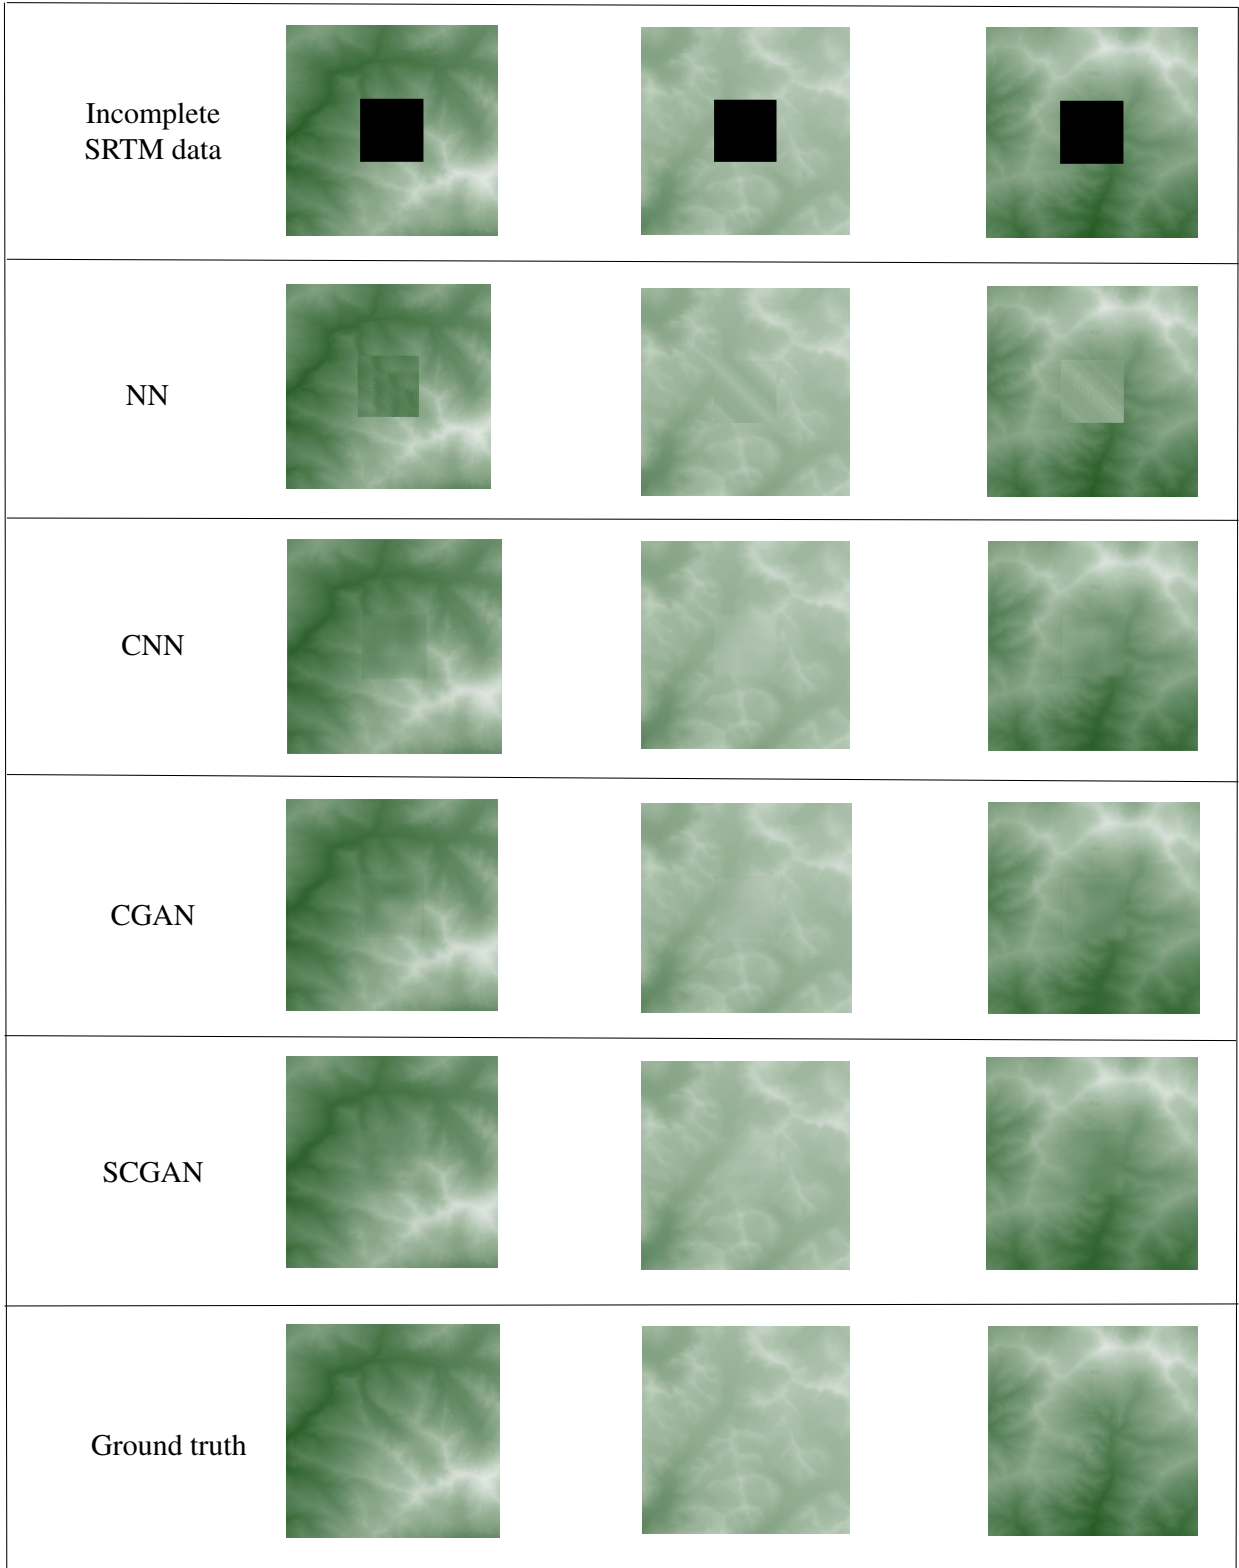 Incomplete
SRTM data
NN
CNN
CGAN
SCGAN
Ground truth